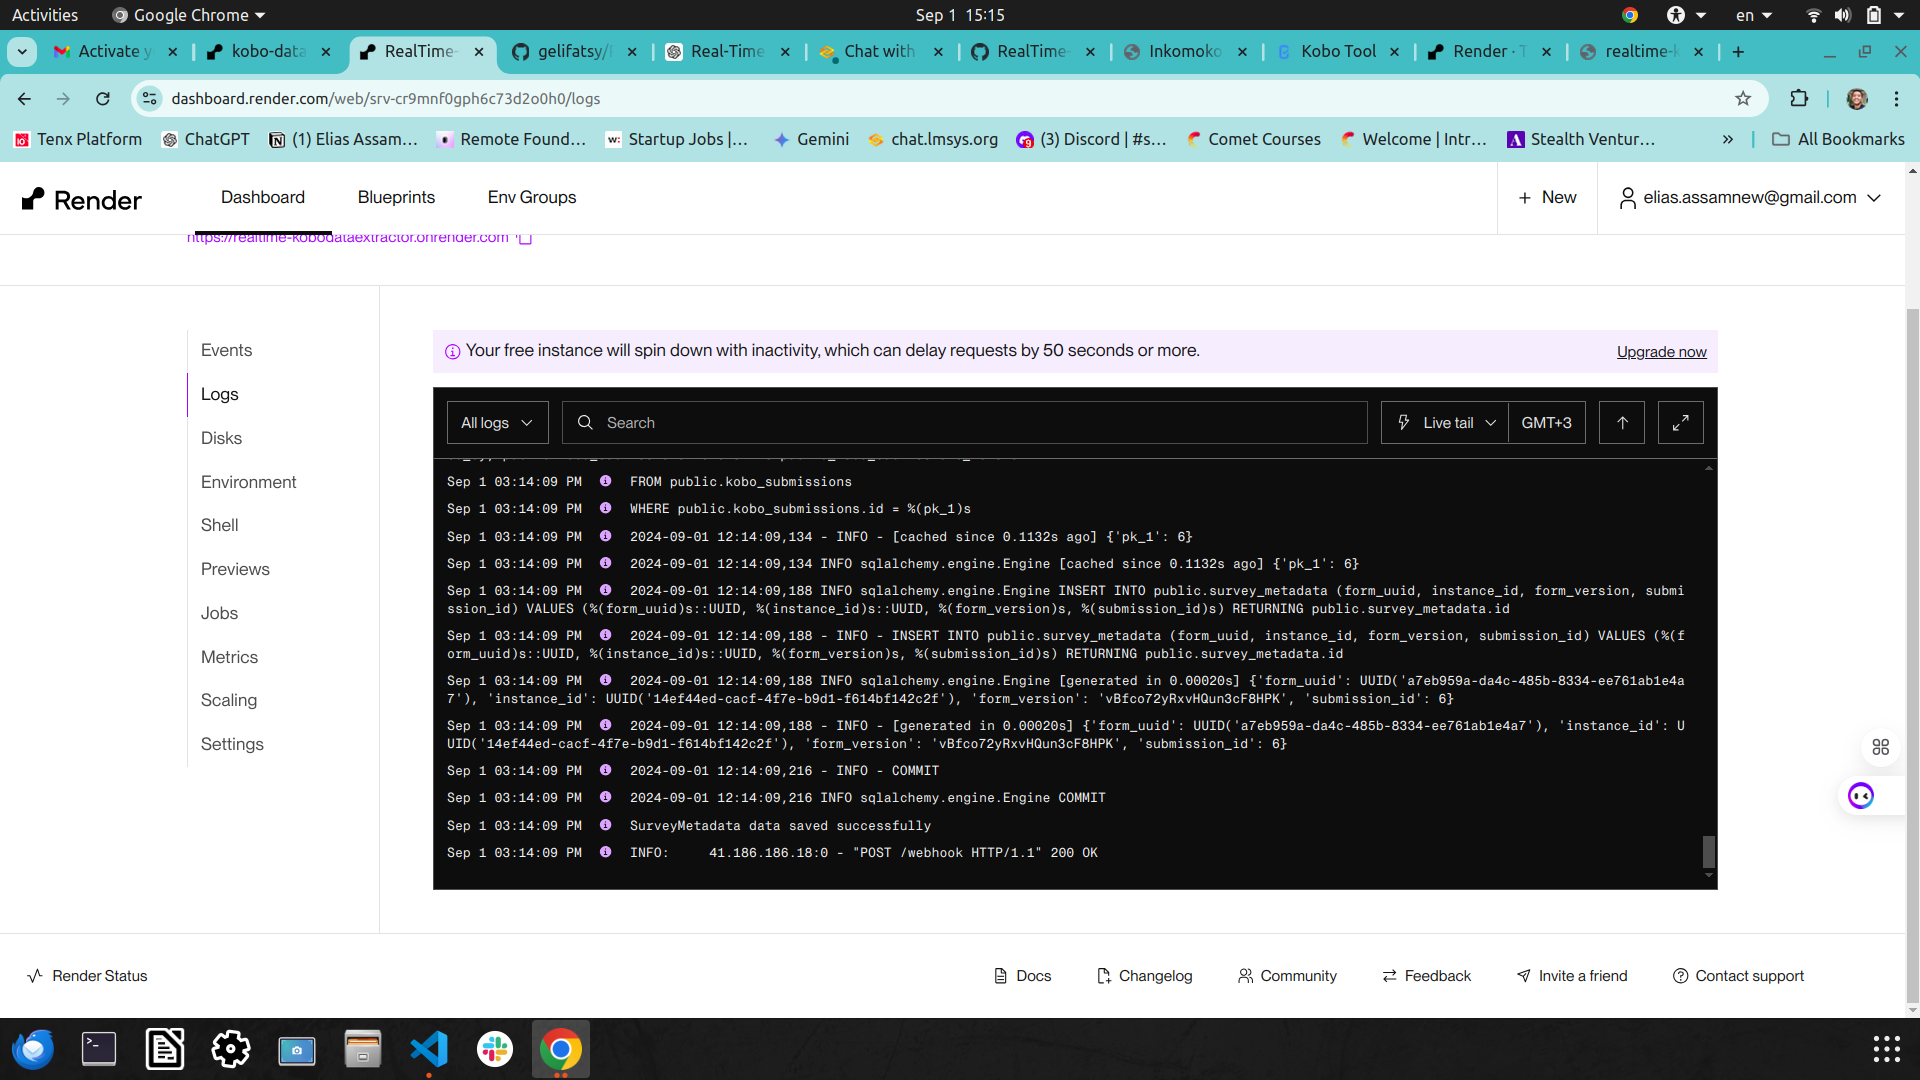 Activities
Google Chrome
Sep 1 15:15
en
Activate y
kobo-data
RealTime-
gelifatsy/
Real-Time
Chat with
RealTime-
Inkomoko
Kobo Tool
Render · T
realtime-k
dashboard.render.com/web/srv-cr9mnf0gph6c73d2o0h0/logs
Tenx Platform
ChatGPT
(1) Elias Assam...
Remote Found...
w:
Startup Jobs |...
Gemini
chat.lmsys.org
(3) Discord | #s...
Comet Courses
Welcome | Intr...
Stealth Ventur...
»
All Bookmarks
Render
Dashboard
Blueprints
Env Groups
+ New
elias.assamnew@gmail.com
https://realtime-kobodataextractor.onrender.com
Events
Logs
Disks
Environment
Shell
Previews
Jobs
Metrics
Scaling
Settings
Your free instance will spin down with inactivity, which can delay requests by 50 seconds or more.
Upgrade now
All logs
Search
Live tail
GMT+3
Sep 1 03:14:09 PM FROM public.kobo_submissions
Sep 1 03:14:09 PM WHERE public.kobo_submissions.id = %(pk_1)s
Sep 1 03:14:09 PM 2024-09-01 12:14:09,134 - INFO - [cached since 0.1132s ago] {'pk_1': 6}
Sep 1 03:14:09 PM 2024-09-01 12:14:09,134 INFO sqlalchemy.engine.Engine [cached since 0.1132s ago] {'pk_1': 6}
Sep 1 03:14:09 PM 2024-09-01 12:14:09,188 INFO sqlalchemy.engine.Engine INSERT INTO public.survey_metadata (form_uuid, instance_id, form_version, submi
ssion_id) VALUES (%(form_uuid)s::UUID, %(instance_id)s::UUID, %(form_version)s, %(submission_id)s) RETURNING public.survey_metadata.id
Sep 1 03:14:09 PM 2024-09-01 12:14:09,188 - INFO - INSERT INTO public.survey_metadata (form_uuid, instance_id, form_version, submission_id) VALUES (%(f
orm_uuid)s::UUID, %(instance_id)s::UUID, %(form_version)s, %(submission_id)s) RETURNING public.survey_metadata.id
Sep 1 03:14:09 PM 2024-09-01 12:14:09,188 INFO sqlalchemy.engine.Engine [generated in 0.00020s] {'form_uuid': UUID('a7eb959a-da4c-485b-8334-ee761ab1e4a
7'), 'instance_id': UUID('14ef44ed-cacf-4f7e-b9d1-f614bf142c2f'), 'form_version': 'vBfco72yRxvHQun3cF8HPK', 'submission_id': 6}
Sep 1 03:14:09 PM 2024-09-01 12:14:09,188 - INFO - [generated in 0.00020s] {'form_uuid': UUID('a7eb959a-da4c-485b-8334-ee761ab1e4a7'), 'instance_id': U
UID('14ef44ed-cacf-4f7e-b9d1-f614bf142c2f'), 'form_version': 'vBfco72yRxvHQun3cF8HPK', 'submission_id': 6}
Sep 1 03:14:09 PM 2024-09-01 12:14:09,216 - INFO - COMMIT
Sep 1 03:14:09 PM 2024-09-01 12:14:09,216 INFO sqlalchemy.engine.Engine COMMIT
Sep 1 03:14:09 PM SurveyMetadata data saved successfully
Sep 1 03:14:09 PM INFO: 41.186.186.18:0 - "POST /webhook HTTP/1.1" 200 OK
Render Status
Docs
Changelog
Community
Feedback
Invite a friend
Contact support